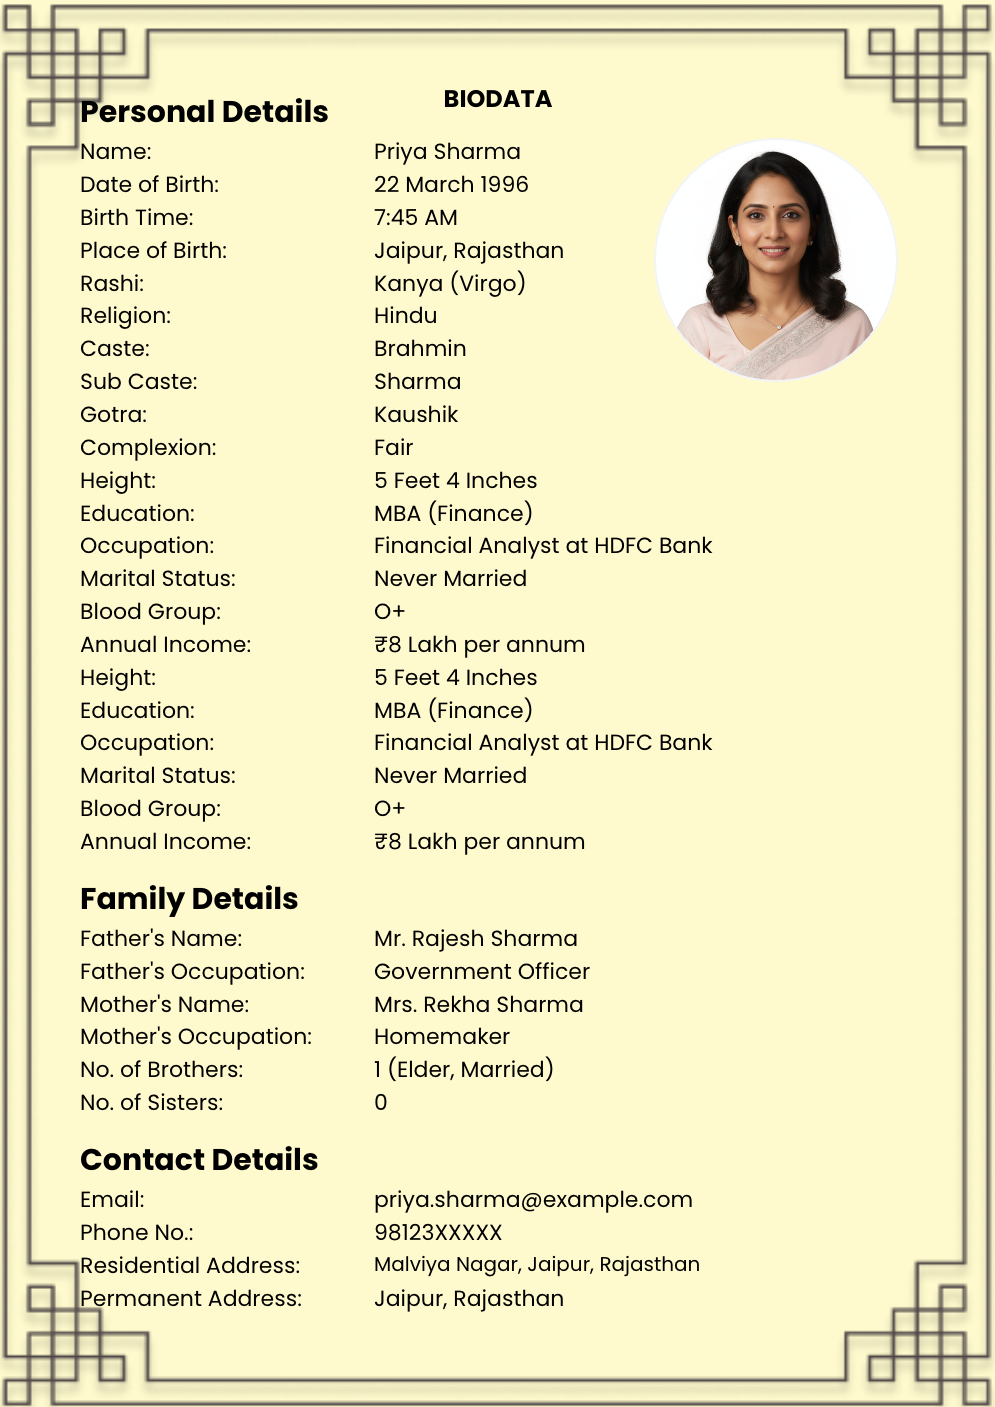 BIODATA
Personal Details
Name: Priya Sharma
Date of Birth: 22 March 1996
Birth Time: 7:45 AM
Place of Birth: Jaipur, Rajasthan
Rashi: Kanya (Virgo)
Religion: Hindu
Caste: Brahmin
Sub Caste: Sharma
Gotra: Kaushik
Complexion: Fair
Height: 5 Feet 4 Inches
Education: MBA (Finance)
Occupation: Financial Analyst at HDFC Bank
Marital Status: Never Married
Blood Group: O+
Annual Income: ₹8 Lakh per annum
Height: 5 Feet 4 Inches
Education: MBA (Finance)
Occupation: Financial Analyst at HDFC Bank
Marital Status: Never Married
Blood Group: O+
Annual Income: ₹8 Lakh per annum
Family Details
Father's Name: Mr. Rajesh Sharma
Father's Occupation: Government Officer
Mother's Name: Mrs. Rekha Sharma
Mother's Occupation: Homemaker
No. of Brothers: 1 (Elder, Married)
No. of Sisters: 0
Contact Details
Email: priya.sharma@example.com
Phone No.: 98123XXXXX
Residential Address: Malviya Nagar, Jaipur, Rajasthan
Permanent Address: Jaipur, Rajasthan